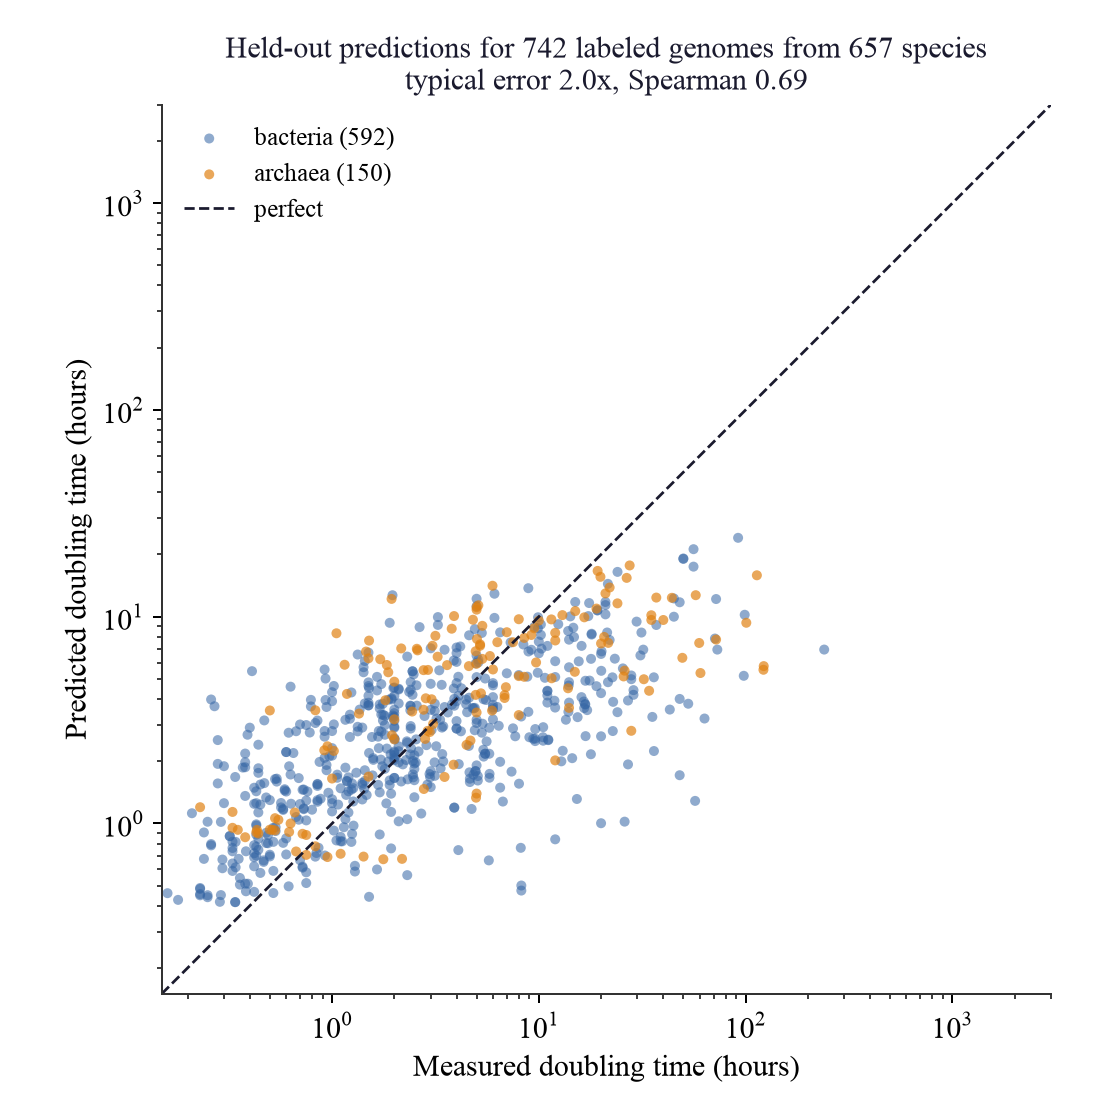 Held-out predictions for 742 labeled genomes from 657 species
typical error 2.0x, Spearman 0.69
bacteria (592)
archaea (150)
perfect
10³
10²
10¹
10⁰
Predicted doubling time (hours)
10⁰ 10¹ 10² 10³
Measured doubling time (hours)